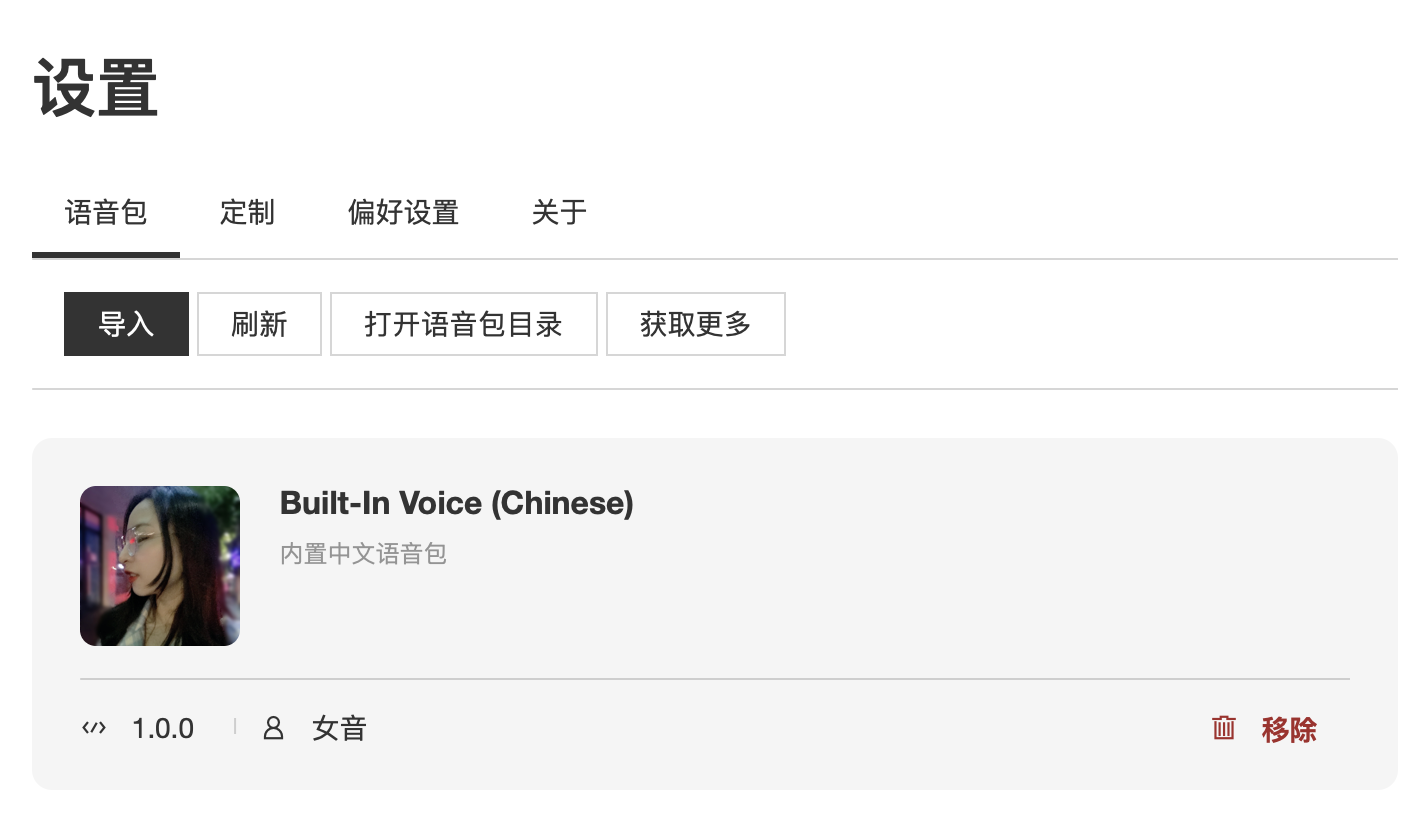 设置
语音包 定制 偏好设置 关于
导入 刷新 打开语音包目录 获取更多
Built-In Voice (Chinese)
内置中文语音包
1.0.0 女音 移除